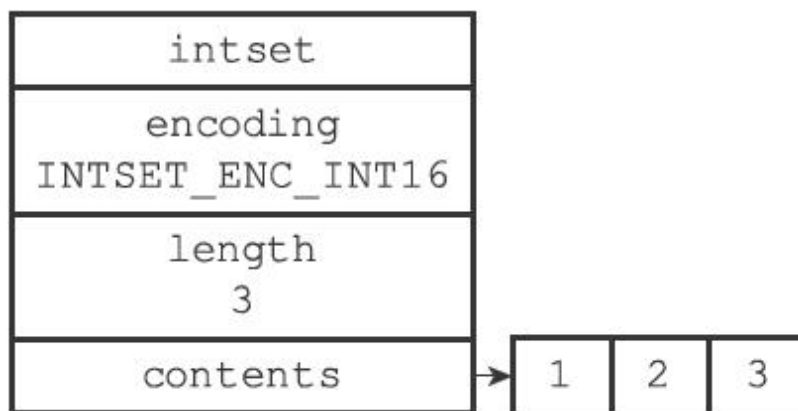 intset
encoding
INTSET_ENC_INT16
length
3
contents
1 2 3